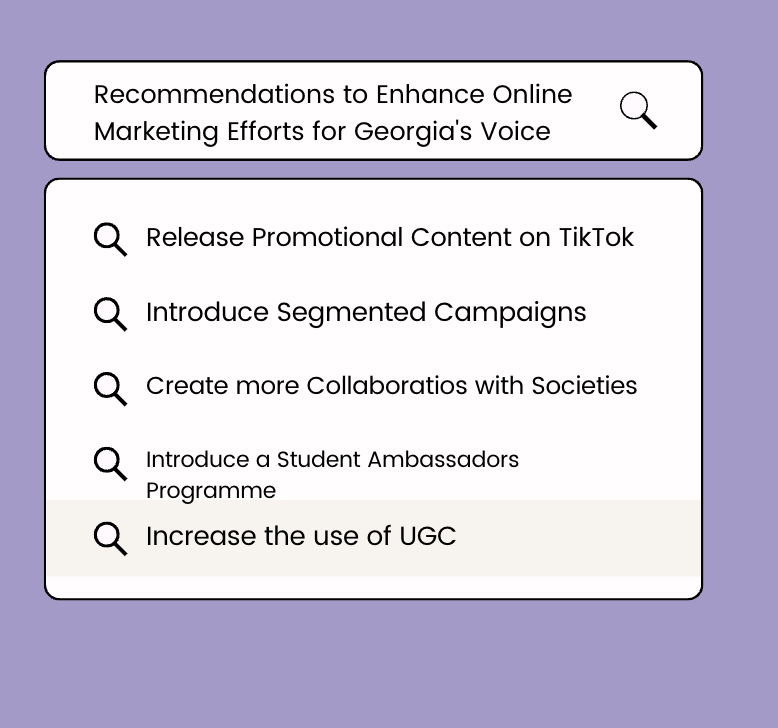 Recommendations to Enhance Online
Marketing Efforts for Georgia's Voice
Release Promotional Content on TikTok
Introduce Segmented Campaigns
Create more Collaboratios with Societies
Introduce a Student Ambassadors
Programme
Increase the use of UGC